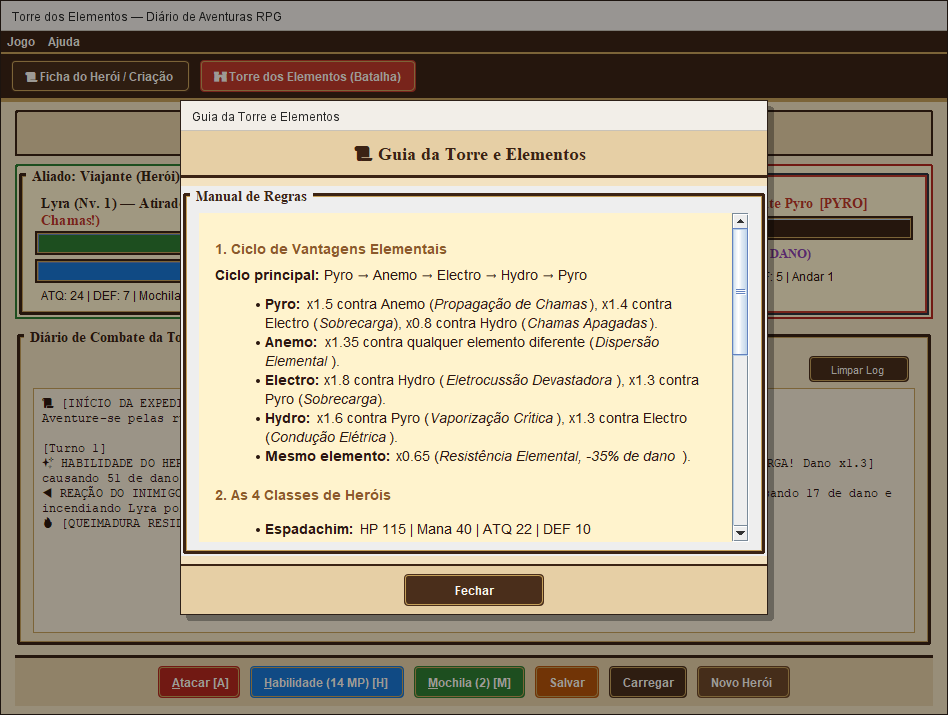 Torre dos Elementos — Diário de Aventuras RPG
Jogo Ajuda
Ficha do Herói / Criação
Torre dos Elementos (Batalha)
Guia da Torre e Elementos
Guia da Torre e Elementos
Manual de Regras
1. Ciclo de Vantagens Elementais
Ciclo principal: Pyro → Anemo → Electro → Hydro → Pyro
• Pyro: x1.5 contra Anemo (Propagação de Chamas), x1.4 contra
Electro (Sobrecarga), x0.8 contra Hydro (Chamas Apagadas).
• Anemo: x1.35 contra qualquer elemento diferente (Dispersão
Elemental).
• Electro: x1.8 contra Hydro (Eletrocussão Devastadora), x1.3 contra
Pyro (Sobrecarga).
• Hydro: x1.6 contra Pyro (Vaporização Crítica), x1.3 contra Electro
(Condução Elétrica).
• Mesmo elemento: x0.65 (Resistência Elemental, -35% de dano).
2. As 4 Classes de Heróis
• Espadachim: HP 115 | Mana 40 | ATQ 22 | DEF 10
Fechar
Aliado: Viajante (Herói)
Lyra (Nv. 1) — Atirad
Chamas!)
ATQ: 24 | DEF: 7 | Mochila
te Pyro [PYRO]
DANO)
: 5 | Andar 1
Diário de Combate da To
Limpar Log
[INÍCIO DA EXPEDI
Aventure-se pelas r
[Turno 1]
HABILIDADE DO HER
RGA! Dano x1.3]
causando 51 de dano
REAÇÃO DO INIMIGO
ando 17 de dano e
incendiando Lyra po
[QUEIMADURA RESID
Atacar [A]
Habilidade (14 MP) [H]
Mochila (2) [M]
Salvar
Carregar
Novo Herói